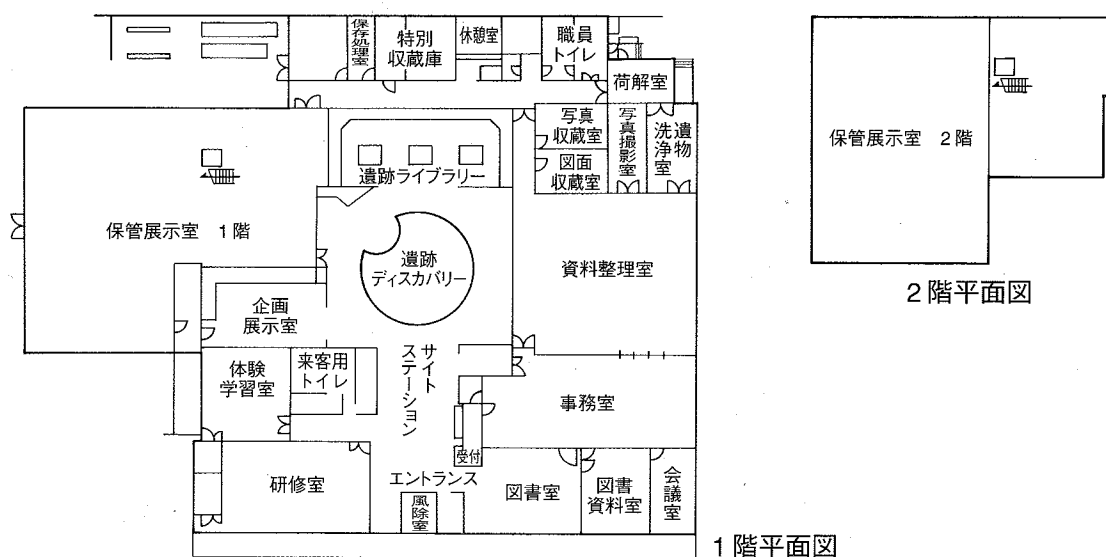 保存処理室
特別
収蔵庫
休憩室
職員
トイレ
荷解室
写真
収蔵室
写真撮影室
遺物
洗浄室
図面
収蔵室
遺跡ライブラリー
保管展示室 1階
遺跡
ディスカバリー
資料整理室
企画
展示室
サイト
ステーション
体験
学習室
来客用
トイレ
事務室
受付
エントランス
研修室
風除室
図書室
図書
資料室
会議室
1階平面図
保管展示室 2階
2階平面図